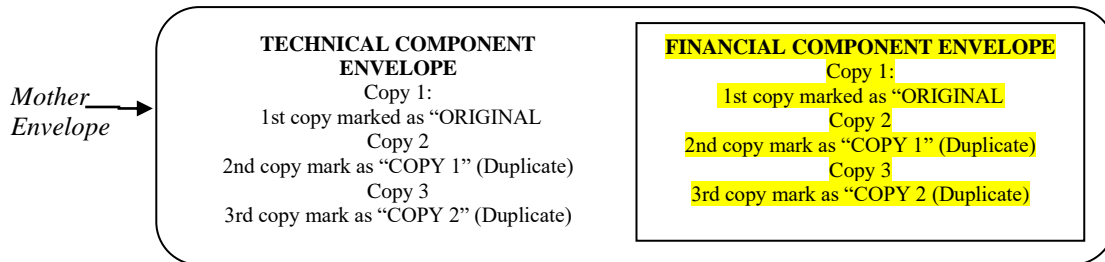 Mother
Envelope
TECHNICAL COMPONENT
ENVELOPE
Copy 1:
1st copy marked as “ORIGINAL
Copy 2
2nd copy mark as “COPY 1” (Duplicate)
Copy 3
3rd copy mark as “COPY 2” (Duplicate)
FINANCIAL COMPONENT ENVELOPE
Copy 1:
1st copy marked as “ORIGINAL
Copy 2
2nd copy mark as “COPY 1” (Duplicate)
Copy 3
3rd copy mark as “COPY 2 (Duplicate)